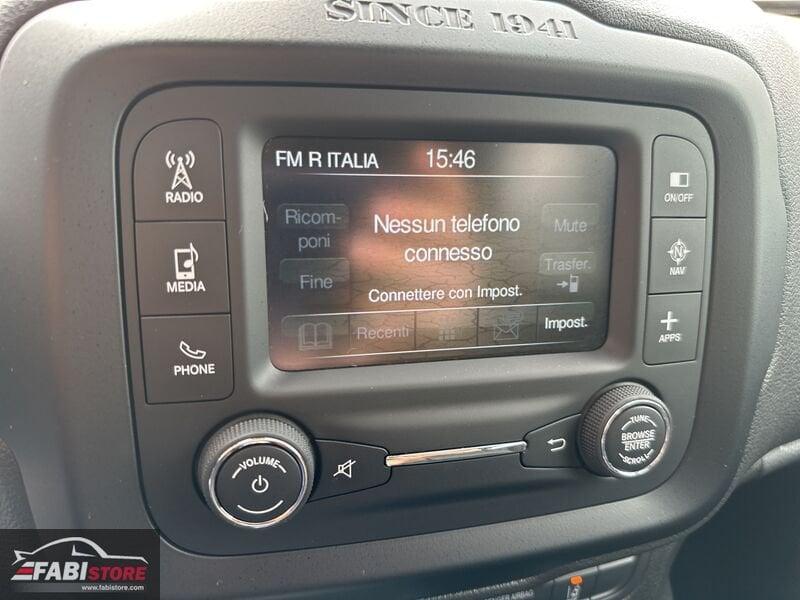 SINCE 1941
FM R ITALIA 15:46
Ricom-
poni
Nessun telefono
connesso
Mute
Fine
Trasfer.
Connettere con Impost.
Recenti
Impost.
RADIO
MEDIA
PHONE
ON/OFF
N
NAV
APPS
VOLUME
TUNE
BROWSE
ENTER
SCROLL
AIRBAG
FABISTORE
www.fabistore.com